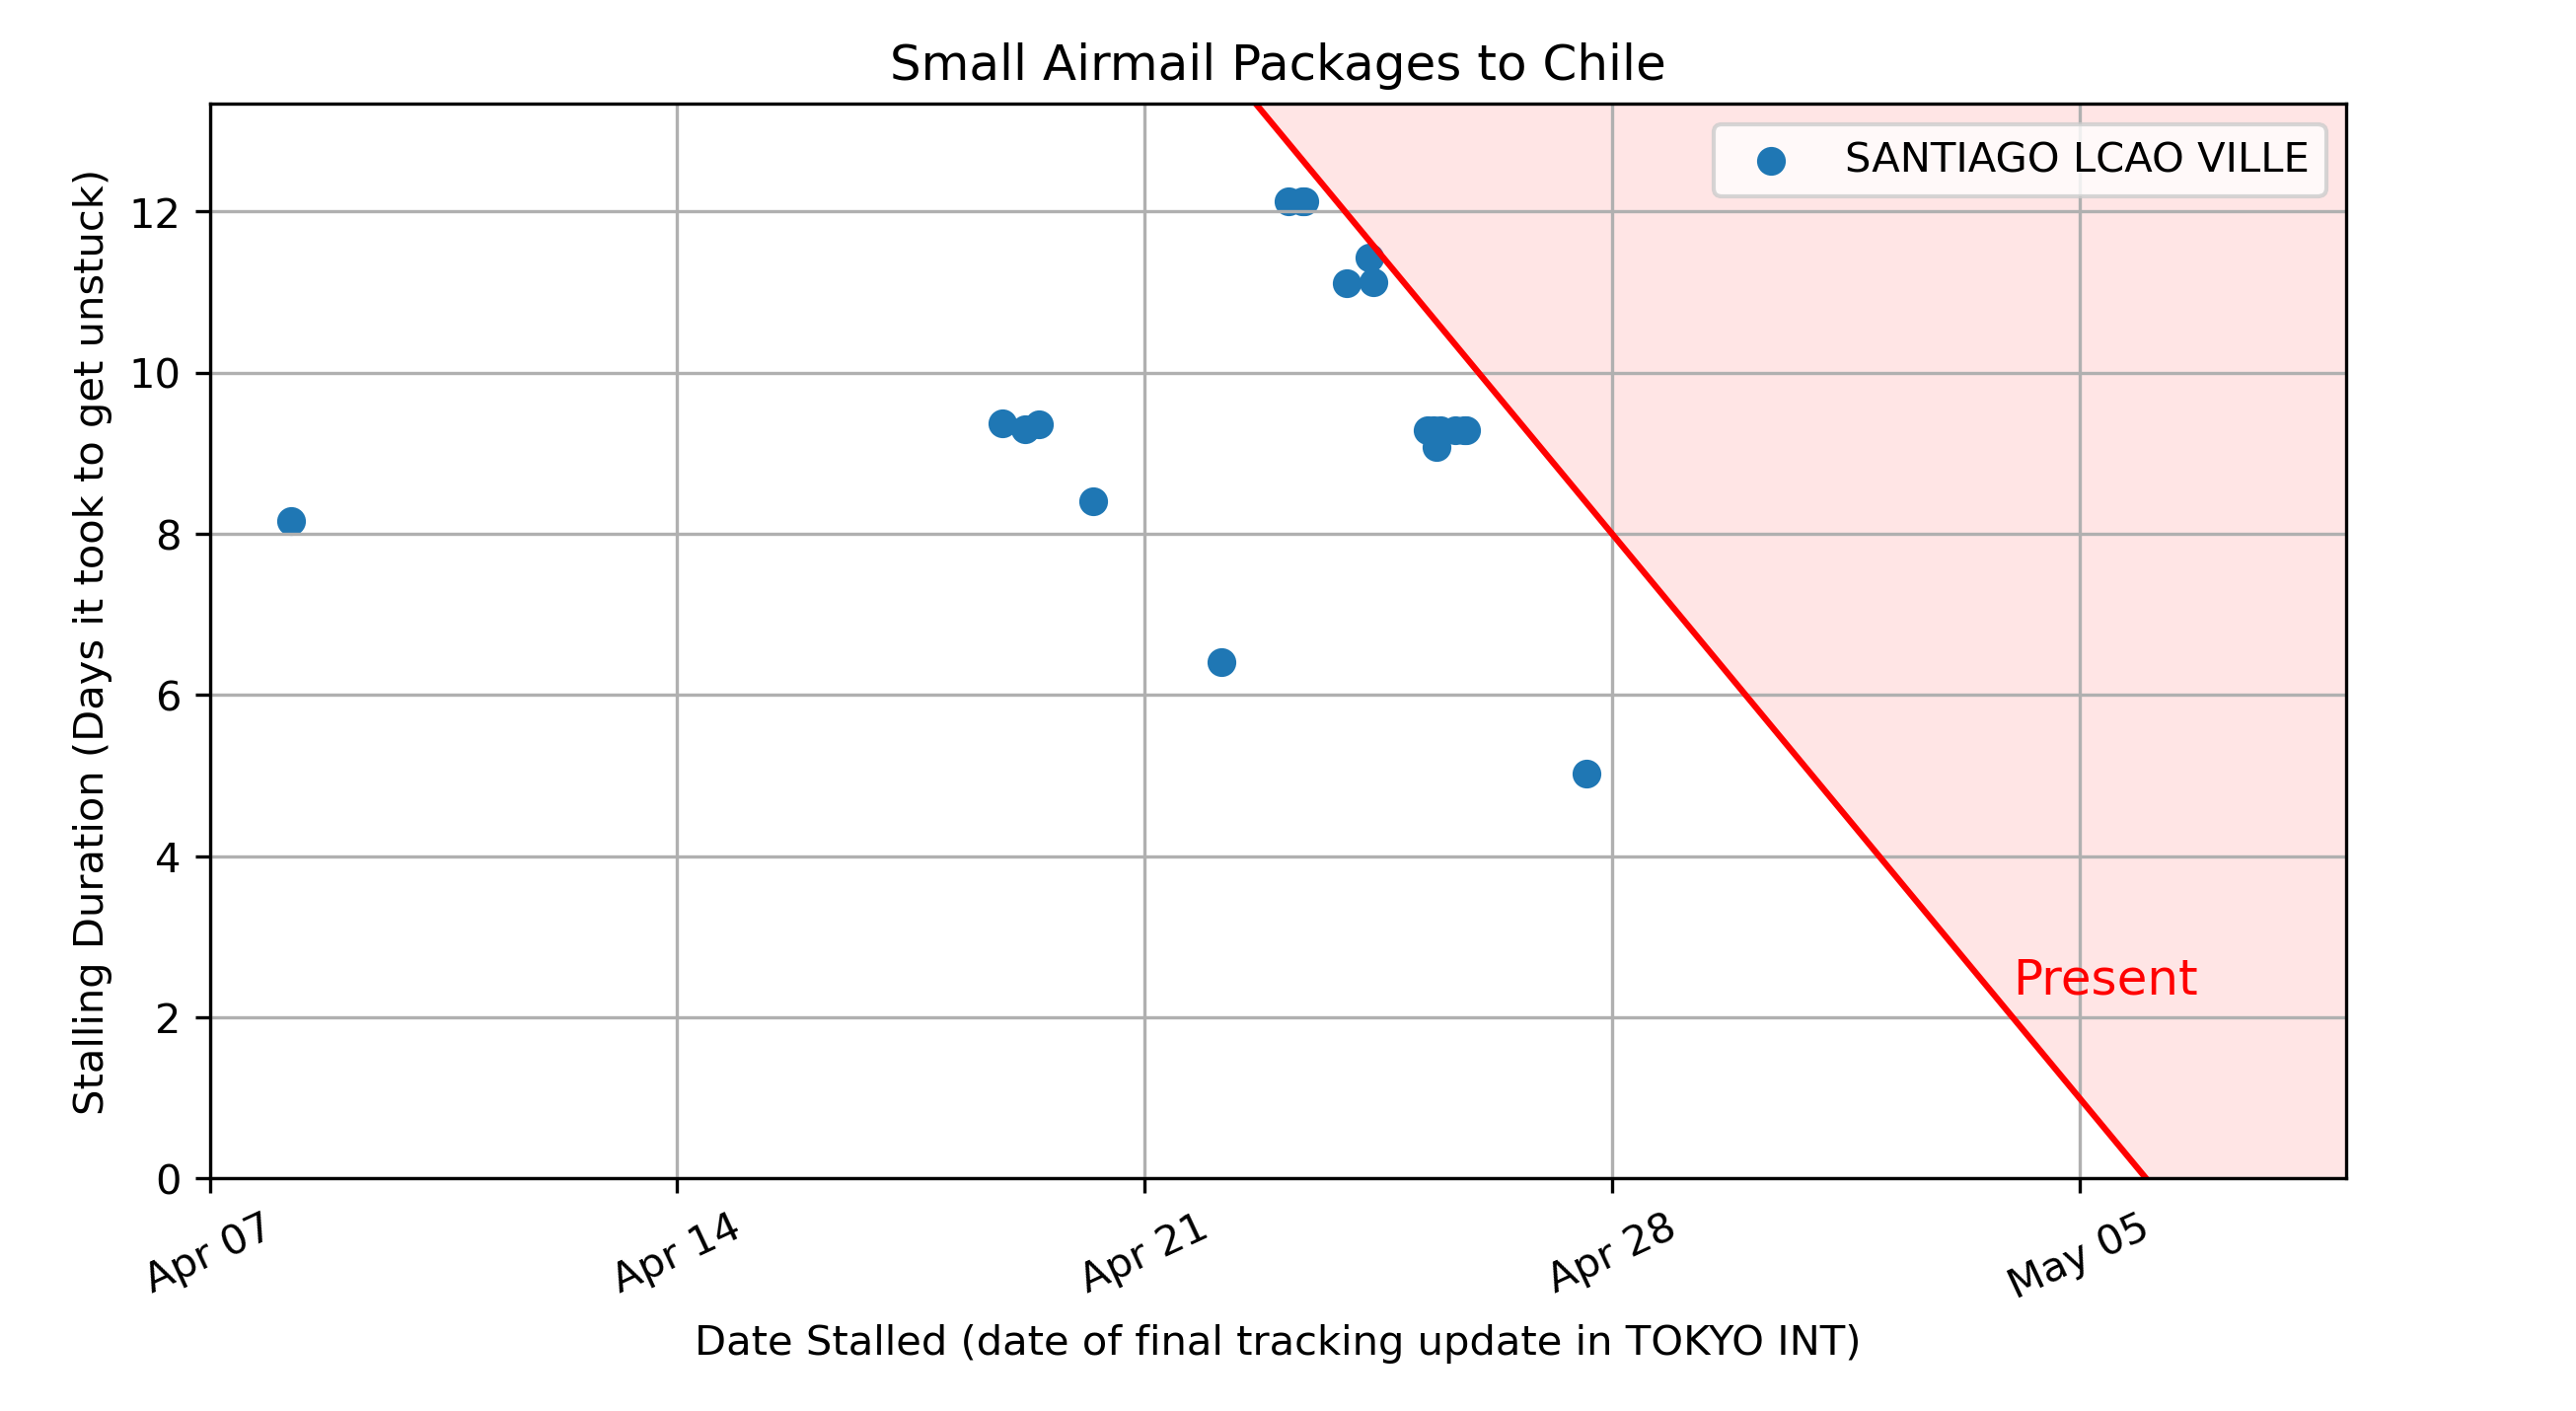 Small Airmail Packages to Chile
SANTIAGO LCAO VILLE
Stalling Duration (Days it took to get unstuck)
12
10
8
6
4
2
0
Present
Apr 07
Apr 14
Apr 21
Apr 28
May 05
Date Stalled (date of final tracking update in TOKYO INT)